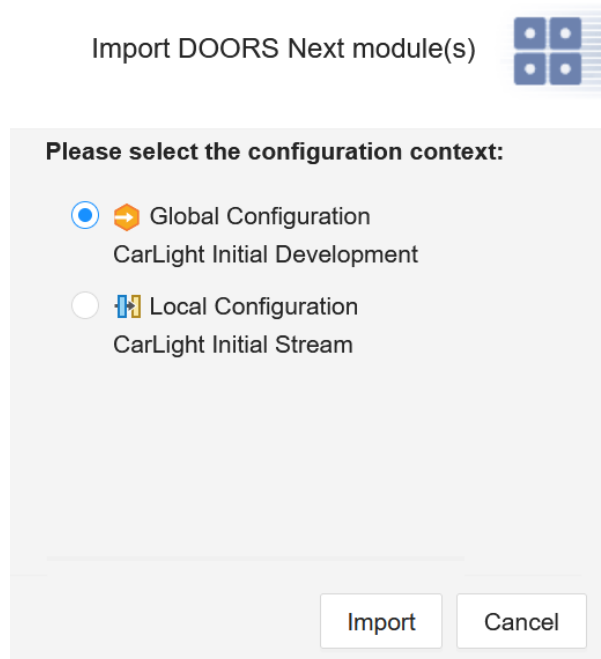 Import DOORS Next module(s)
Please select the configuration context:
Global Configuration
CarLight Initial Development
Local Configuration
CarLight Initial Stream
Import
Cancel